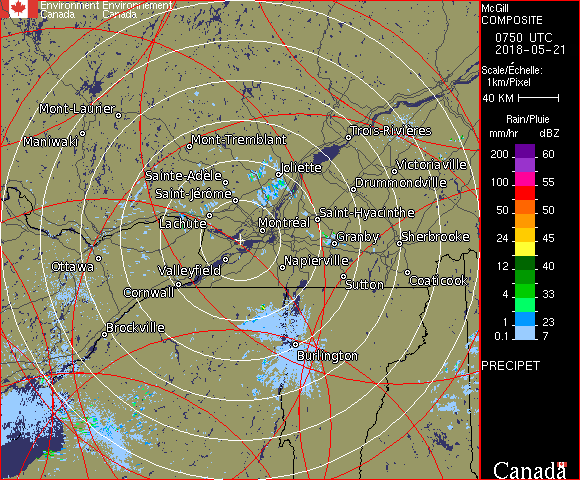 Environment Environnement
Canada Canada
McGill
COMPOSITE
0750 UTC
2018-05-21
Scale/Échelle:
1km/Pixel
40 KM
Rain/Pluie
mm/hr dBZ
200 60
100 55
50 50
24 45
12 40
4 33
1 23
0.1 7
PRECIPET
Canada
Mont-Laurier
Maniwaki
Mont-Tremblant
Trois-Rivières
Joliette
Victoriaville
Sainte-Adèle
Drummondville
Saint-Jérôme
Saint-Hyacinthe
Lachute
Montréal
Granby
Sherbrooke
Ottawa
Valleyfield
Napierville
Cornwall
Sutton
Coaticook
Brockville
Burlington